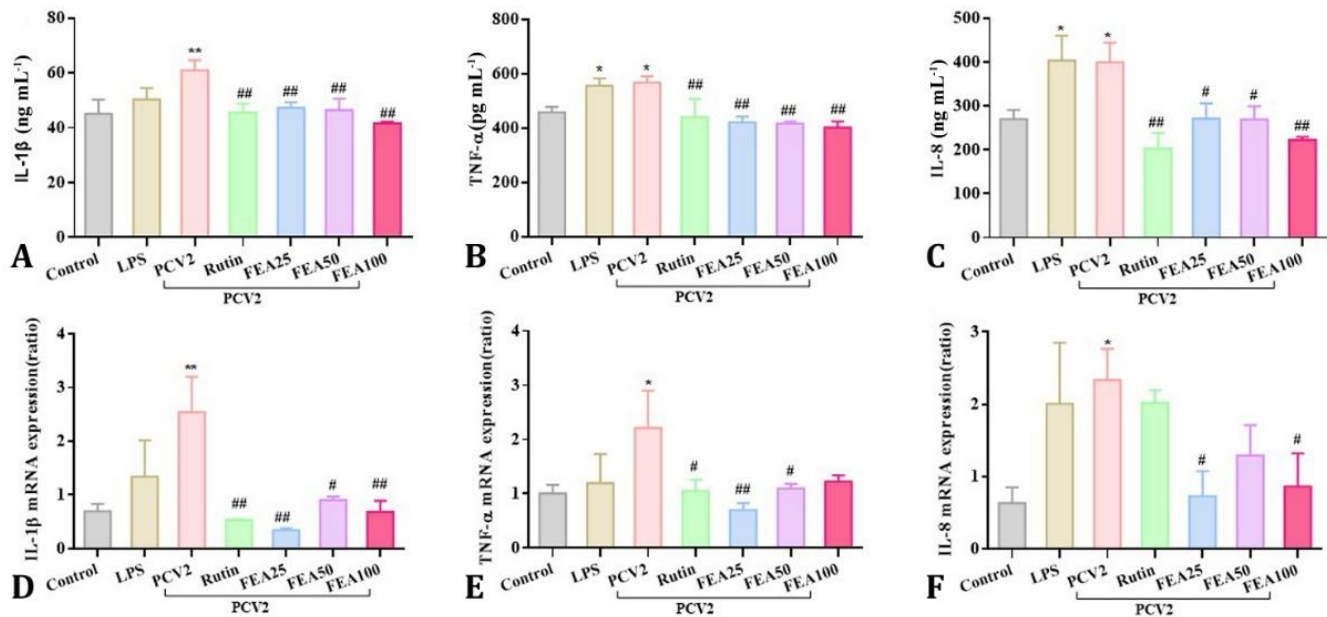 IL-1β (ng mL⁻¹)
80
60
40
20
0
**
##
##
##
##
Control
LPS
PCV2
Rutin
FEA25
FEA50
FEA100
PCV2
A
TNF-α(pg mL⁻¹)
800
600
400
200
0
*
*
##
##
##
##
Control
LPS
PCV2
Rutin
FEA25
FEA50
FEA100
PCV2
B
IL-8 (ng mL⁻¹)
500
400
300
200
100
0
*
*
##
#
#
##
Control
LPS
PCV2
Rutin
FEA25
FEA50
FEA100
PCV2
C
IL-1β mRNA expression(ratio)
4
3
2
1
0
**
##
##
#
##
Control
LPS
PCV2
Rutin
FEA25
FEA50
FEA100
PCV2
D
TNF-α mRNA expression(ratio)
4
3
2
1
0
*
#
##
#
Control
LPS
PCV2
Rutin
FEA25
FEA50
FEA100
PCV2
E
IL-8 mRNA expression(ratio)
3
2
1
0
*
#
#
Control
LPS
PCV2
Rutin
FEA25
FEA50
FEA100
PCV2
F